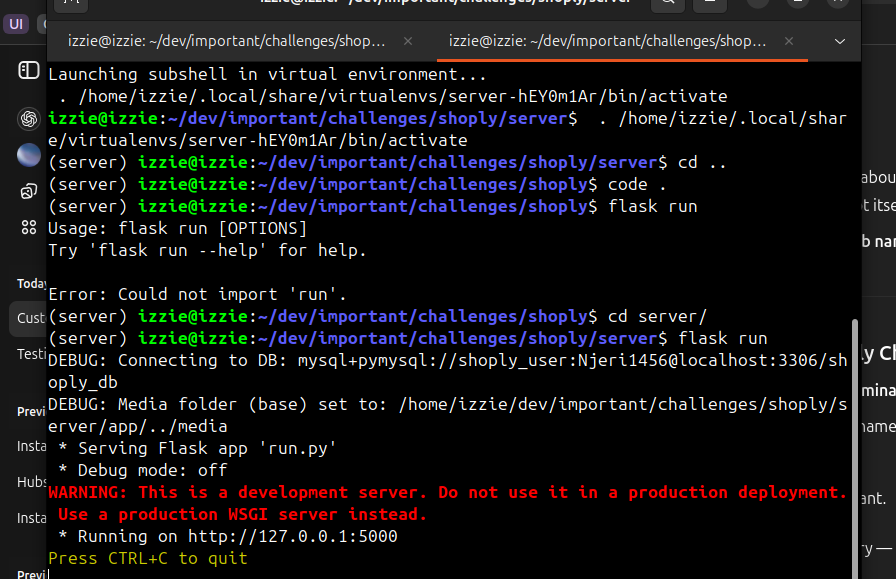 izzie@izzie: ~/dev/important/challenges/shoply/server
UI
izzie@izzie: ~/dev/important/challenges/shop...
izzie@izzie: ~/dev/important/challenges/shop...
Launching subshell in virtual environment...
. /home/izzie/.local/share/virtualenvs/server-hEY0m1Ar/bin/activate
izzie@izzie:~/dev/important/challenges/shoply/server$  . /home/izzie/.local/shar
e/virtualenvs/server-hEY0m1Ar/bin/activate
(server) izzie@izzie:~/dev/important/challenges/shoply/server$ cd ..
(server) izzie@izzie:~/dev/important/challenges/shoply$ code .
(server) izzie@izzie:~/dev/important/challenges/shoply$ flask run
Usage: flask run [OPTIONS]
Try 'flask run --help' for help.
Error: Could not import 'run'.
(server) izzie@izzie:~/dev/important/challenges/shoply$ cd server/
(server) izzie@izzie:~/dev/important/challenges/shoply/server$ flask run
DEBUG: Connecting to DB: mysql+pymysql://shoply_user:Njeri1456@localhost:3306/sh
oply_db
DEBUG: Media folder (base) set to: /home/izzie/dev/important/challenges/shoply/s
erver/app/../media
* Serving Flask app 'run.py'
* Debug mode: off
WARNING: This is a development server. Do not use it in a production deployment.
Use a production WSGI server instead.
* Running on http://127.0.0.1:5000
Press CTRL+C to quit
Today
Cust
Testi
Previ
Insta
Hubs
Insta
Previ
abou
t itse
b nar
ly Ch
mina
name
ant.
ry —